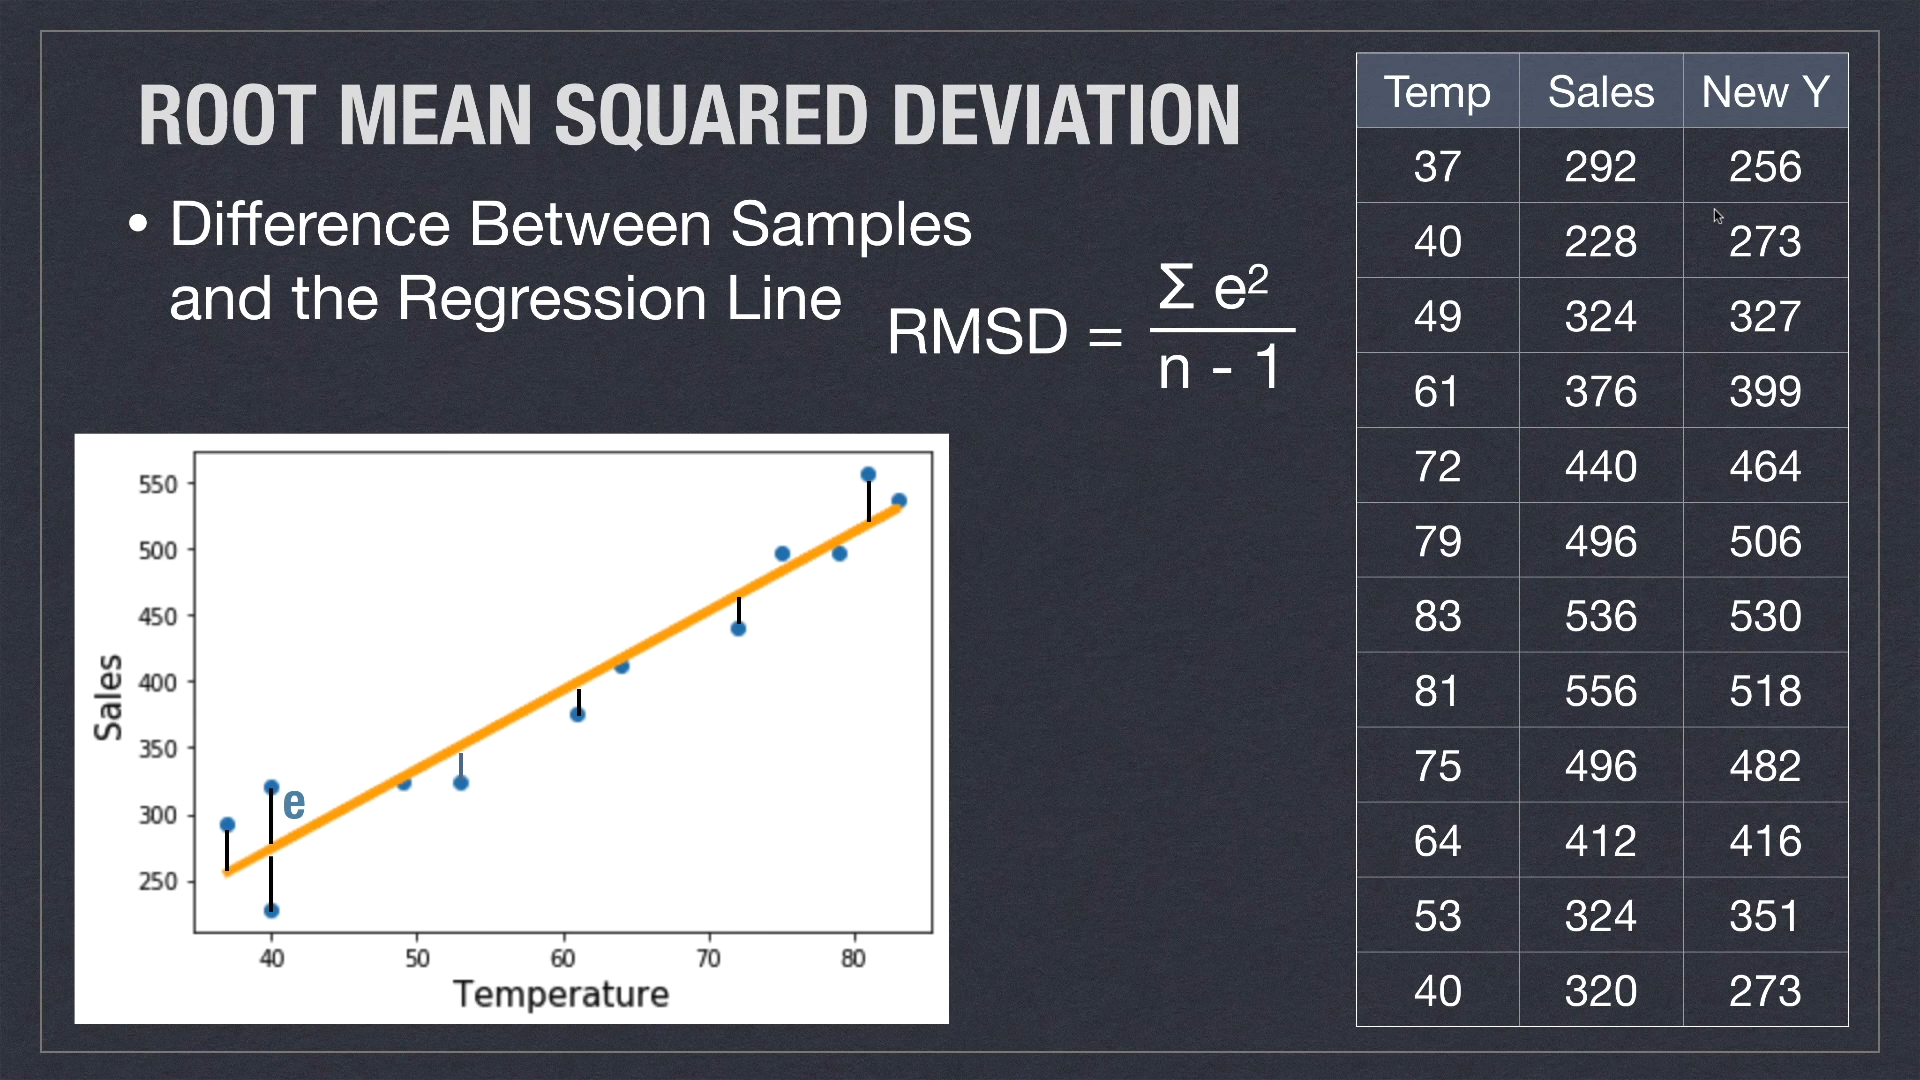 ROOT MEAN SQUARED DEVIATION
• Difference Between Samples
and the Regression Line
RMSD = Σ e² / n - 1
Temp Sales New Y
37 292 256
40 228 273
49 324 327
61 376 399
72 440 464
79 496 506
83 536 530
81 556 518
75 496 482
64 412 416
53 324 351
40 320 273
550
500
450
400
350
300
250
Sales
e
40 50 60 70 80
Temperature